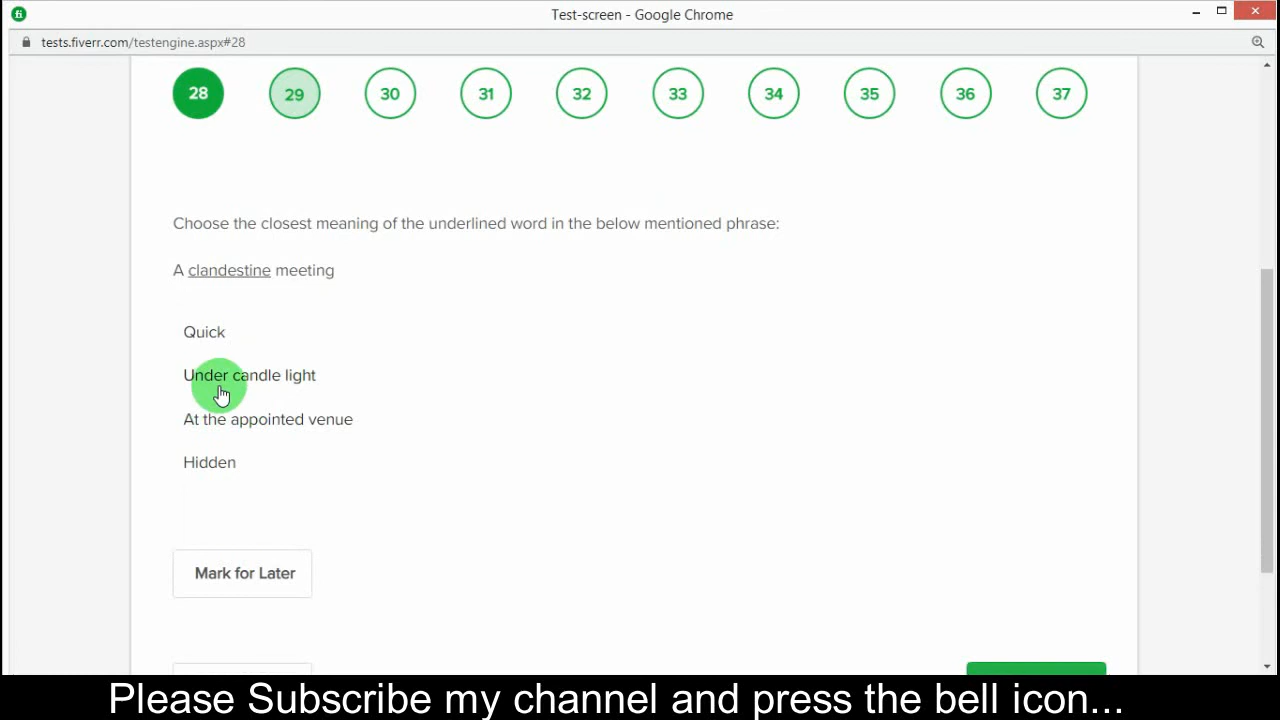 fi
Test-screen - Google Chrome
tests.fiverr.com/testengine.aspx#28
28 29 30 31 32 33 34 35 36 37
Choose the closest meaning of the underlined word in the below mentioned phrase:
A clandestine meeting
Quick
Under candle light
At the appointed venue
Hidden
Mark for Later
Please Subscribe my channel and press the bell icon...